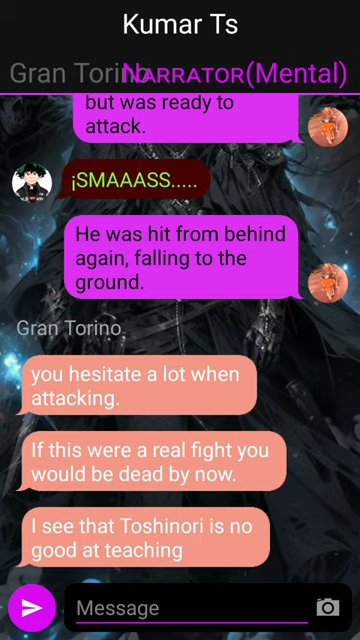 Kumar Ts
Gran Torino
Narrator(Mental)
but was ready to
attack.
¡SMAAASS.....
He was hit from behind
again, falling to the
ground.
Gran Torino
you hesitate a lot when
attacking.
If this were a real fight you
would be dead by now.
I see that Toshinori is no
good at teaching
Message